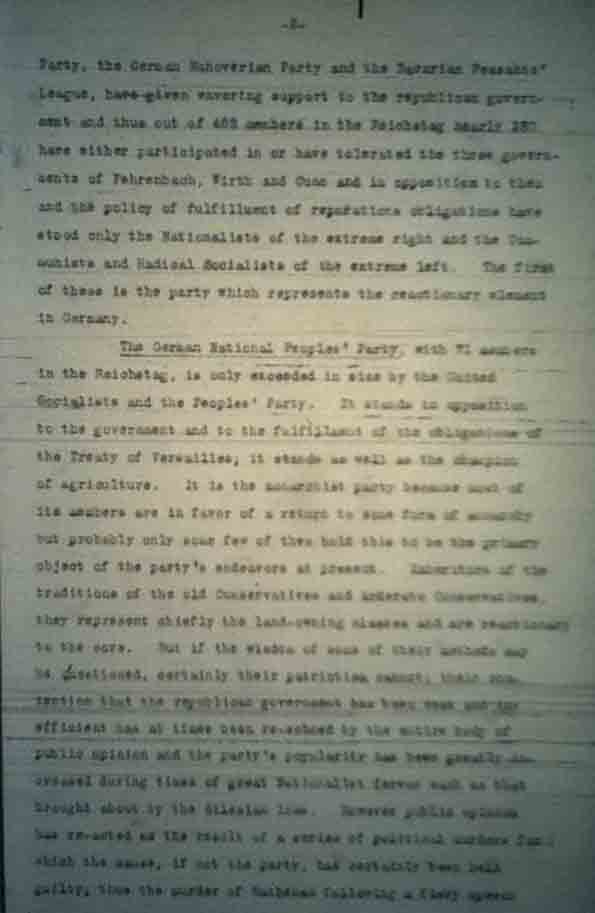 -2-
Party, the German Hanoverian Party and the Bavarian Peasants'
League, have given wavering support to the republican govern-
ment and thus out of members in the Reichstag nearly
have either participated in or have tolerated the three govern-
ments of Fehrenbach, Wirth and Cuno and in opposition to them
and the policy of fulfillment of reparations obligations have
stood only the Nationalists of the extreme right and the Com-
munists and Radical Socialists of the extreme left. The first
of these is the party which represents the reactionary element
in Germany.
The German National Peoples' Party, with 71 members
in the Reichstag, is only exceeded in size by the United
Socialists and the Peoples' Party. It stands in opposition
to the government and to the fulfillment of the obligations of
the Treaty of Versailles; it stands as well as the champion
of agriculture. It is the monarchist party because most of
its members are in favor of a return to some form of monarchy
but probably only some few of them hold this to be the primary
object of the party's endeavors at present. Inheritors of the
traditions of the old Conservatives and moderate Conservatives,
they represent chiefly the land-owning classes and are reactionary
to the core. But if the wisdom of some of their methods may
be questioned, certainly their patriotism cannot; their con-
tention that the republican government has been weak and
efficient has at times been re-echoed by the entire body of
public opinion and the party's popularity has been greatly in-
creased during times of great Nationalist fervor such as that
brought about by the Silesian loss. However public opinion
has re-acted as the result of a series of political murders for
which the cause, if not the party, has certainly been held
guilty, thus the murder of Rathenau following a fiery speech